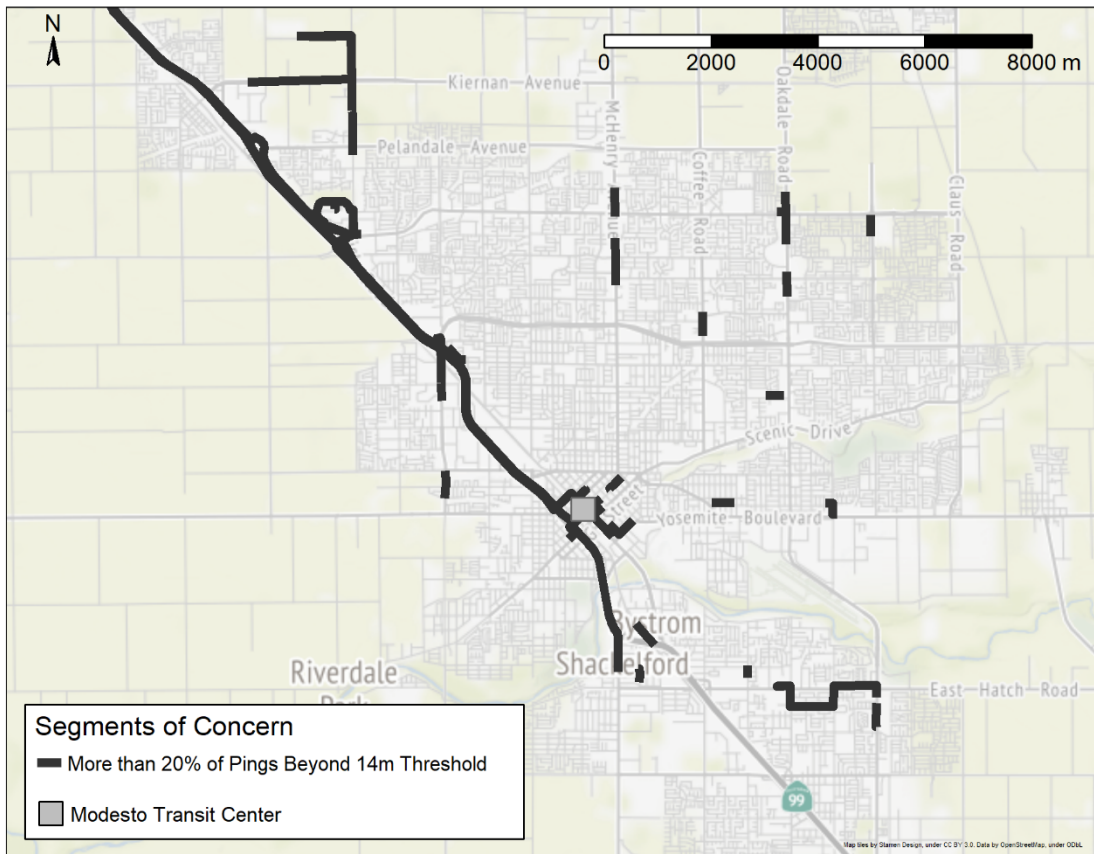 N
0 2000 4000 6000 8000 m
Kiernan Avenue
Pelandale Avenue
McHenry Avenue
Coffee Road
Oakdale Road
Claus Road
Scenic Drive
Street
Yosemite Boulevard
Bystrom
Shackelford
Riverdale
Park
East Hatch Road
99
Segments of Concern
More than 20% of Pings Beyond 14m Threshold
Modesto Transit Center
Map tiles by Stamen Design, under CC BY 3.0. Data by OpenStreetMap, under ODbL